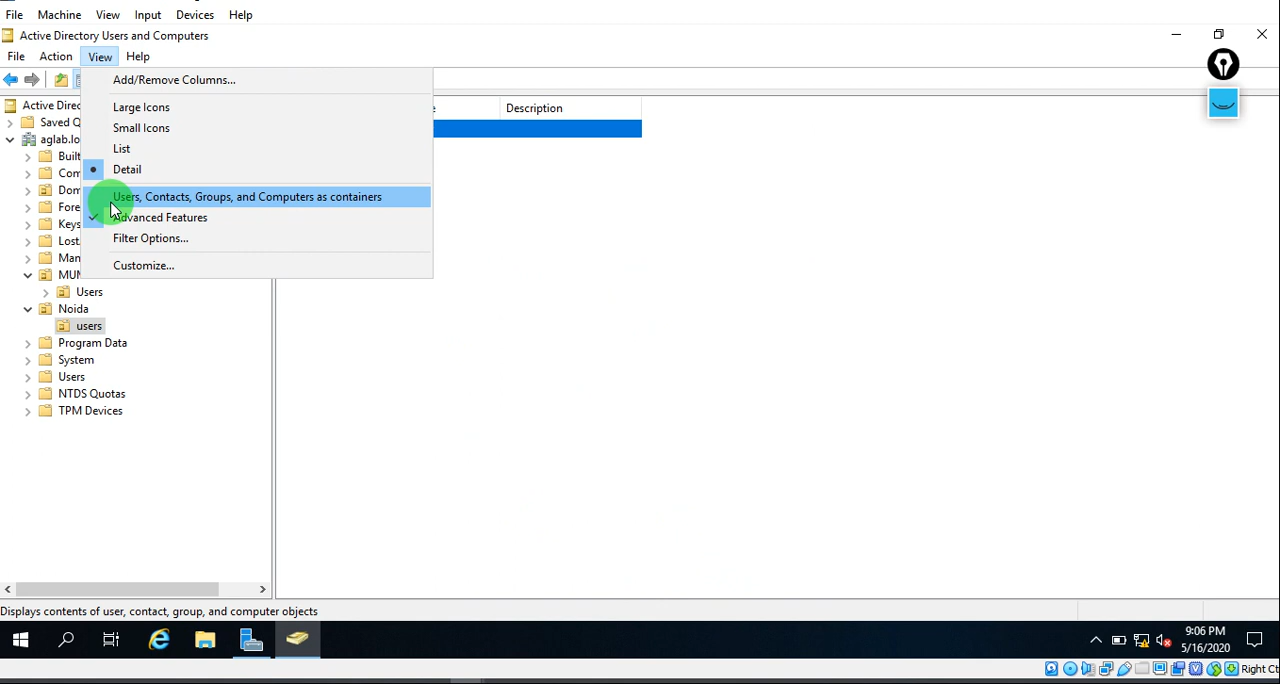 File Machine View Input Devices Help
Active Directory Users and Computers
File Action View Help
Add/Remove Columns...
Large Icons
Small Icons
List
Detail
Users, Contacts, Groups, and Computers as containers
Advanced Features
Filter Options...
Customize...
e Description
Active Direc
Saved Q
aglab.lo
Built
Com
Dom
Fore
Keys
Lost
Man
MUM
Users
Noida
users
Program Data
System
Users
NTDS Quotas
TPM Devices
Displays contents of user, contact, group, and computer objects
9:06 PM
5/16/2020
Right Ct